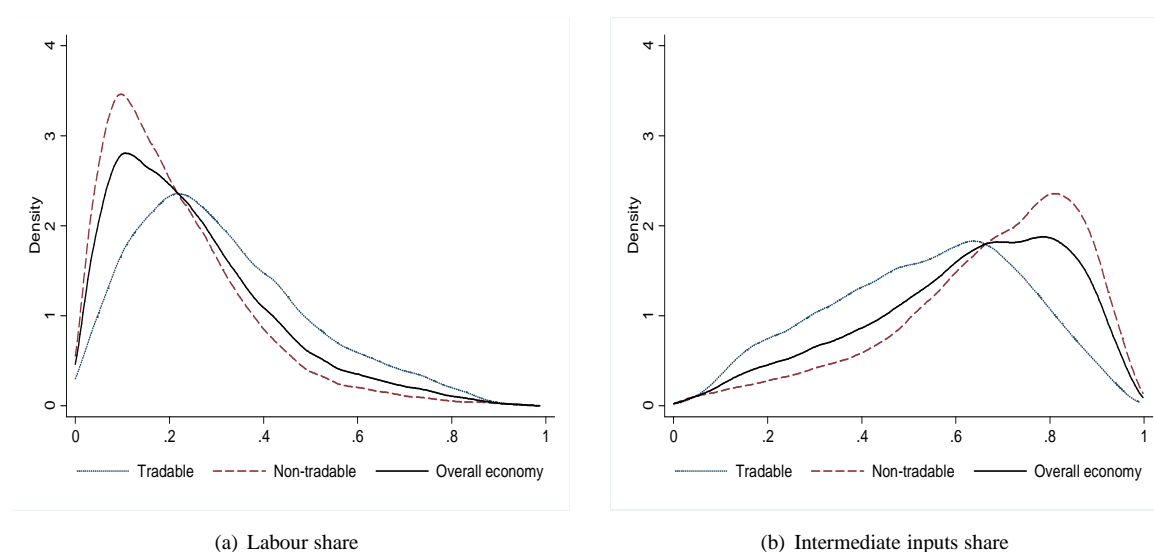 4
3
2
1
0
Density
0 .2 .4 .6 .8 1
Tradable Non-tradable Overall economy
(a) Labour share
4
3
2
1
0
Density
0 .2 .4 .6 .8 1
Tradable Non-tradable Overall economy
(b) Intermediate inputs share